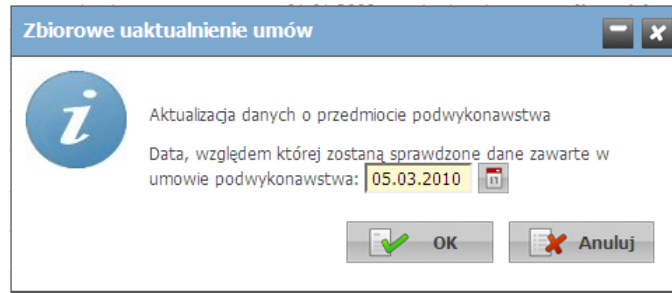 Zbiorowe uaktualnienie umów
Aktualizacja danych o przedmiocie podwykonawstwa
Data, względem której zostaną sprawdzone dane zawarte w
umowie podwykonawstwa: 05.03.2010
OK Anuluj